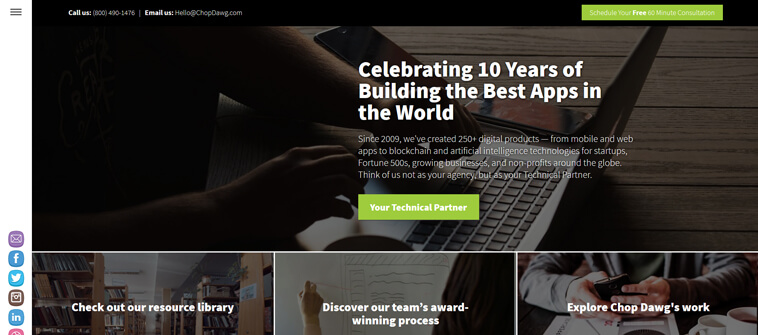 Call us: (800) 490-1476 | Email us: Hello@ChopDawg.com
Schedule Your Free 60 Minute Consultation
Celebrating 10 Years of
Building the Best Apps in
the World
Since 2009, we've created 250+ digital products — from mobile and web
apps to blockchain and artificial intelligence technologies for startups,
Fortune 500s, growing businesses, and non-profits around the globe.
Think of us not as your agency, but as your Technical Partner.
Your Technical Partner
Check out our resource library
Discover our team's award-
winning process
Explore Chop Dawg's work